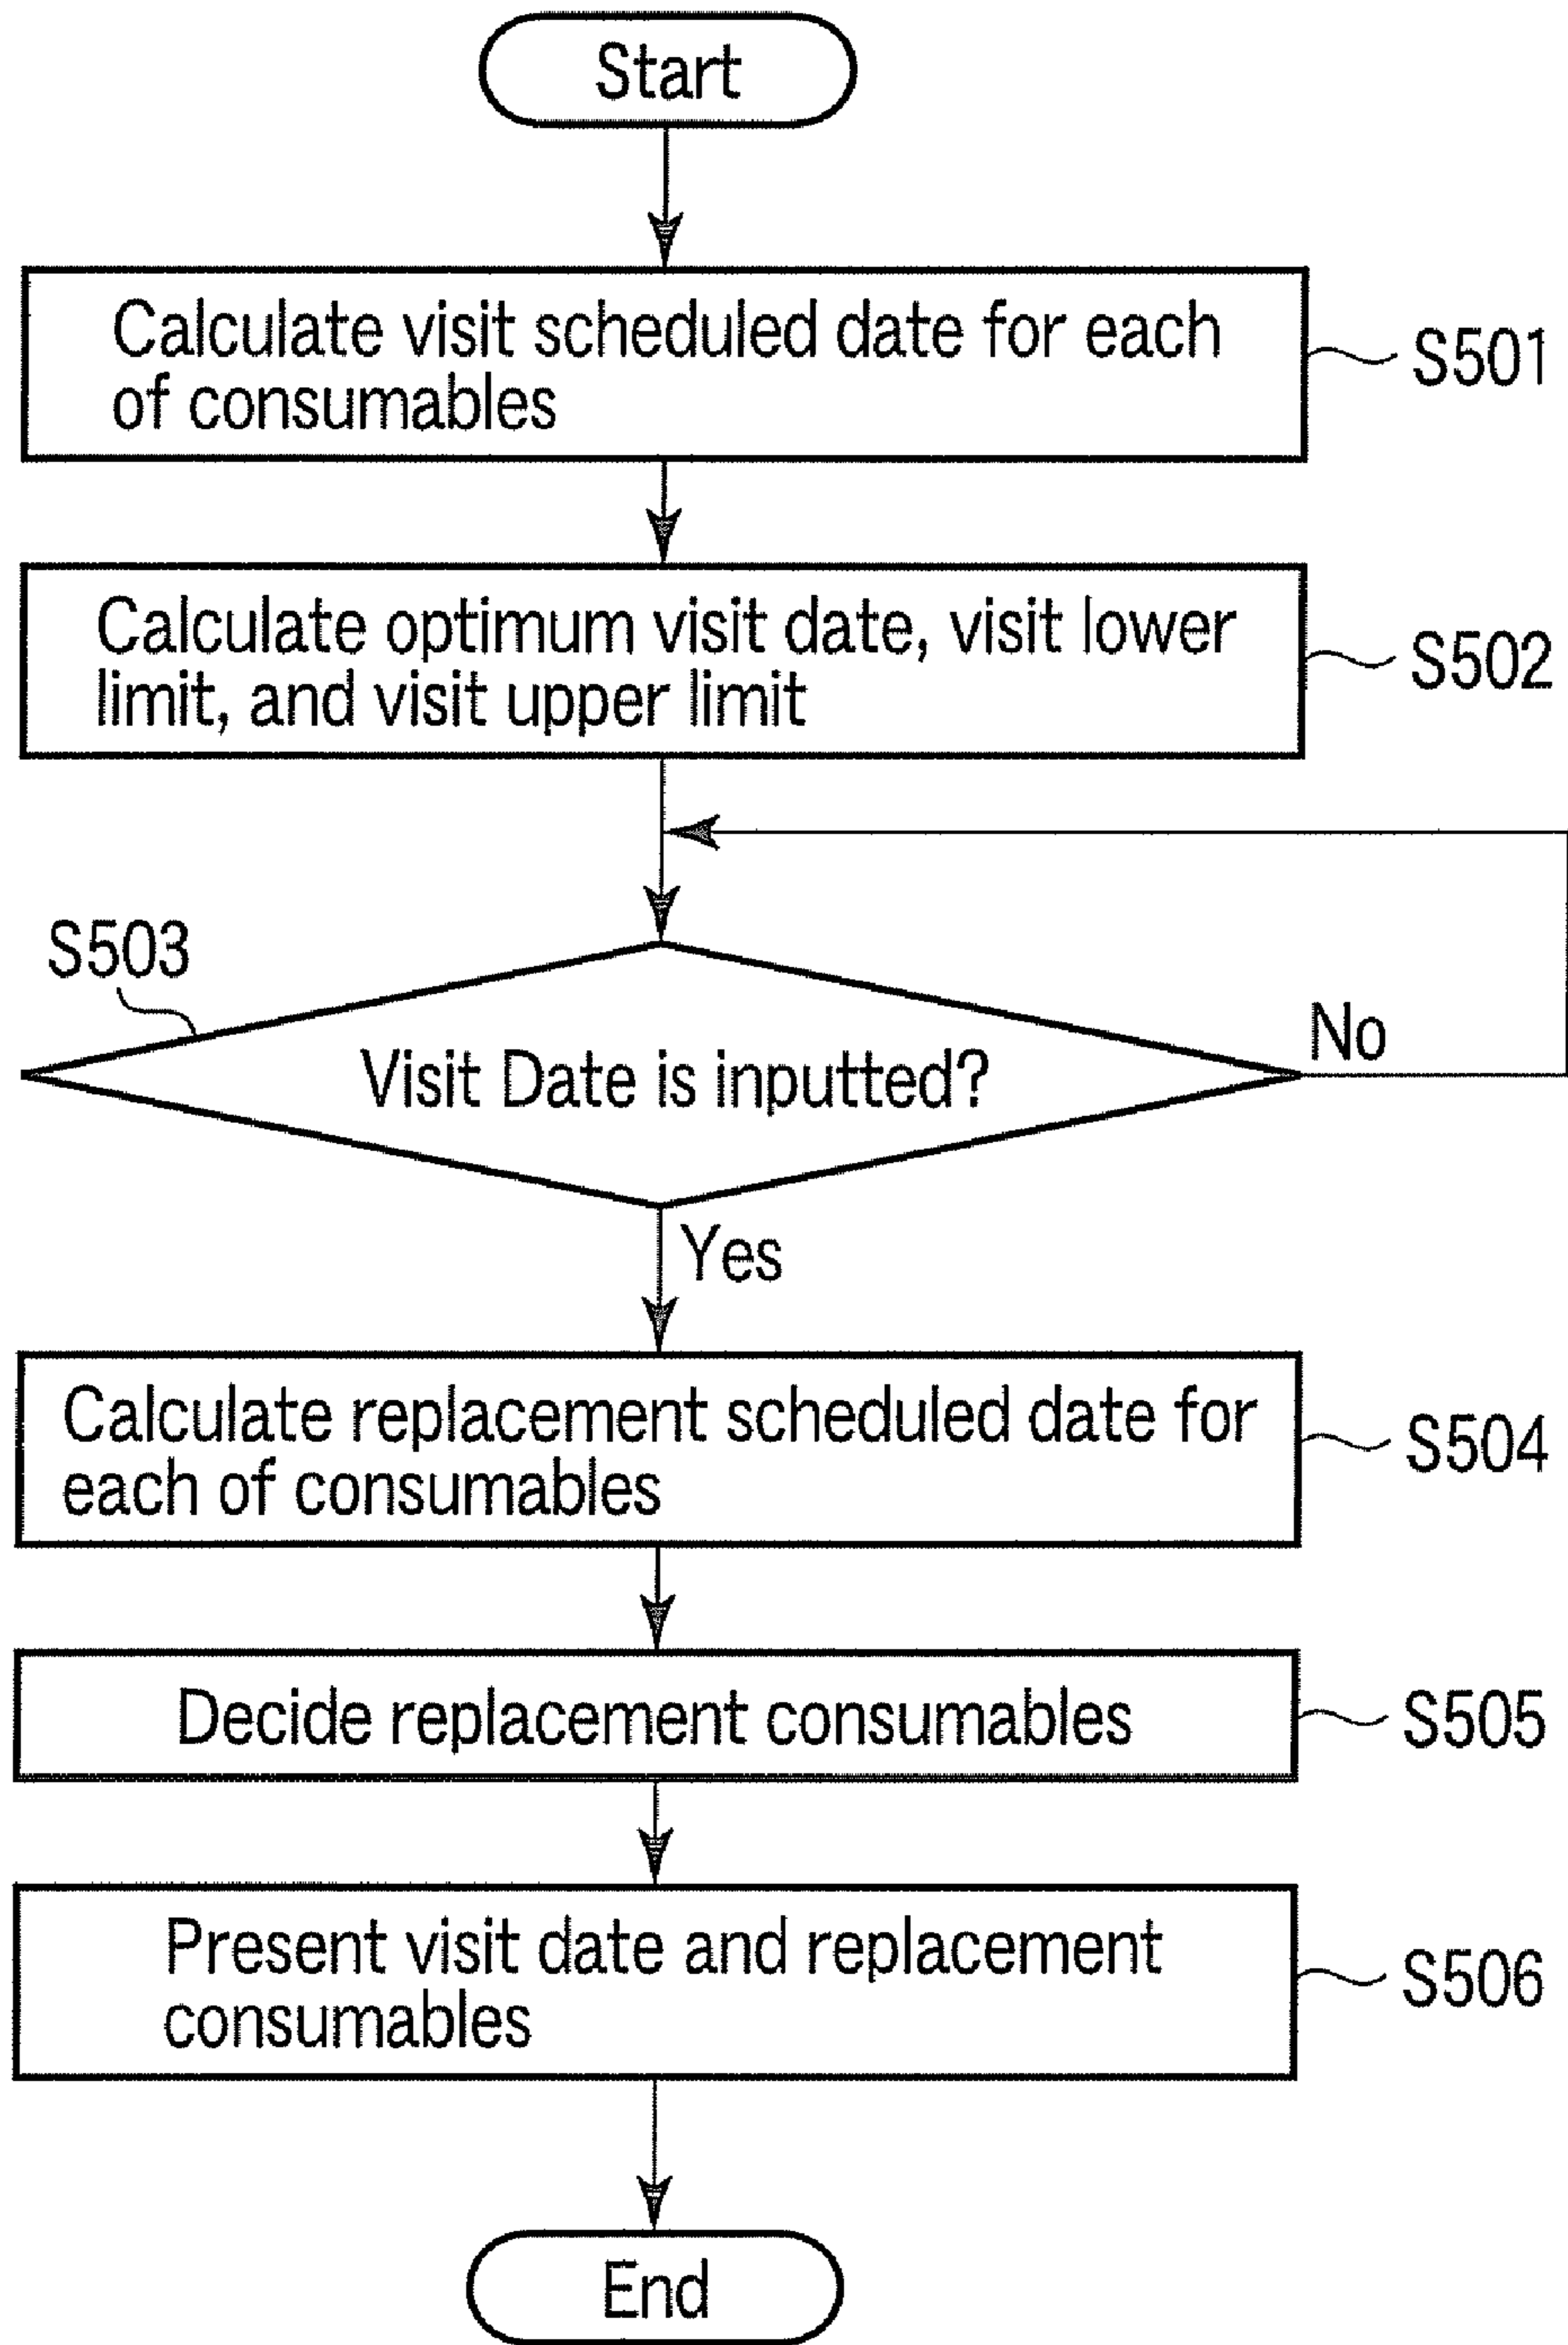 Start
Calculate visit scheduled date for each
of consumables
S501
Calculate optimum visit date, visit lower
limit, and visit upper limit
S502
S503
Visit Date is inputted?
No
Yes
Calculate replacement scheduled date for
each of consumables
S504
Decide replacement consumables
S505
Present visit date and replacement
consumables
S506
End